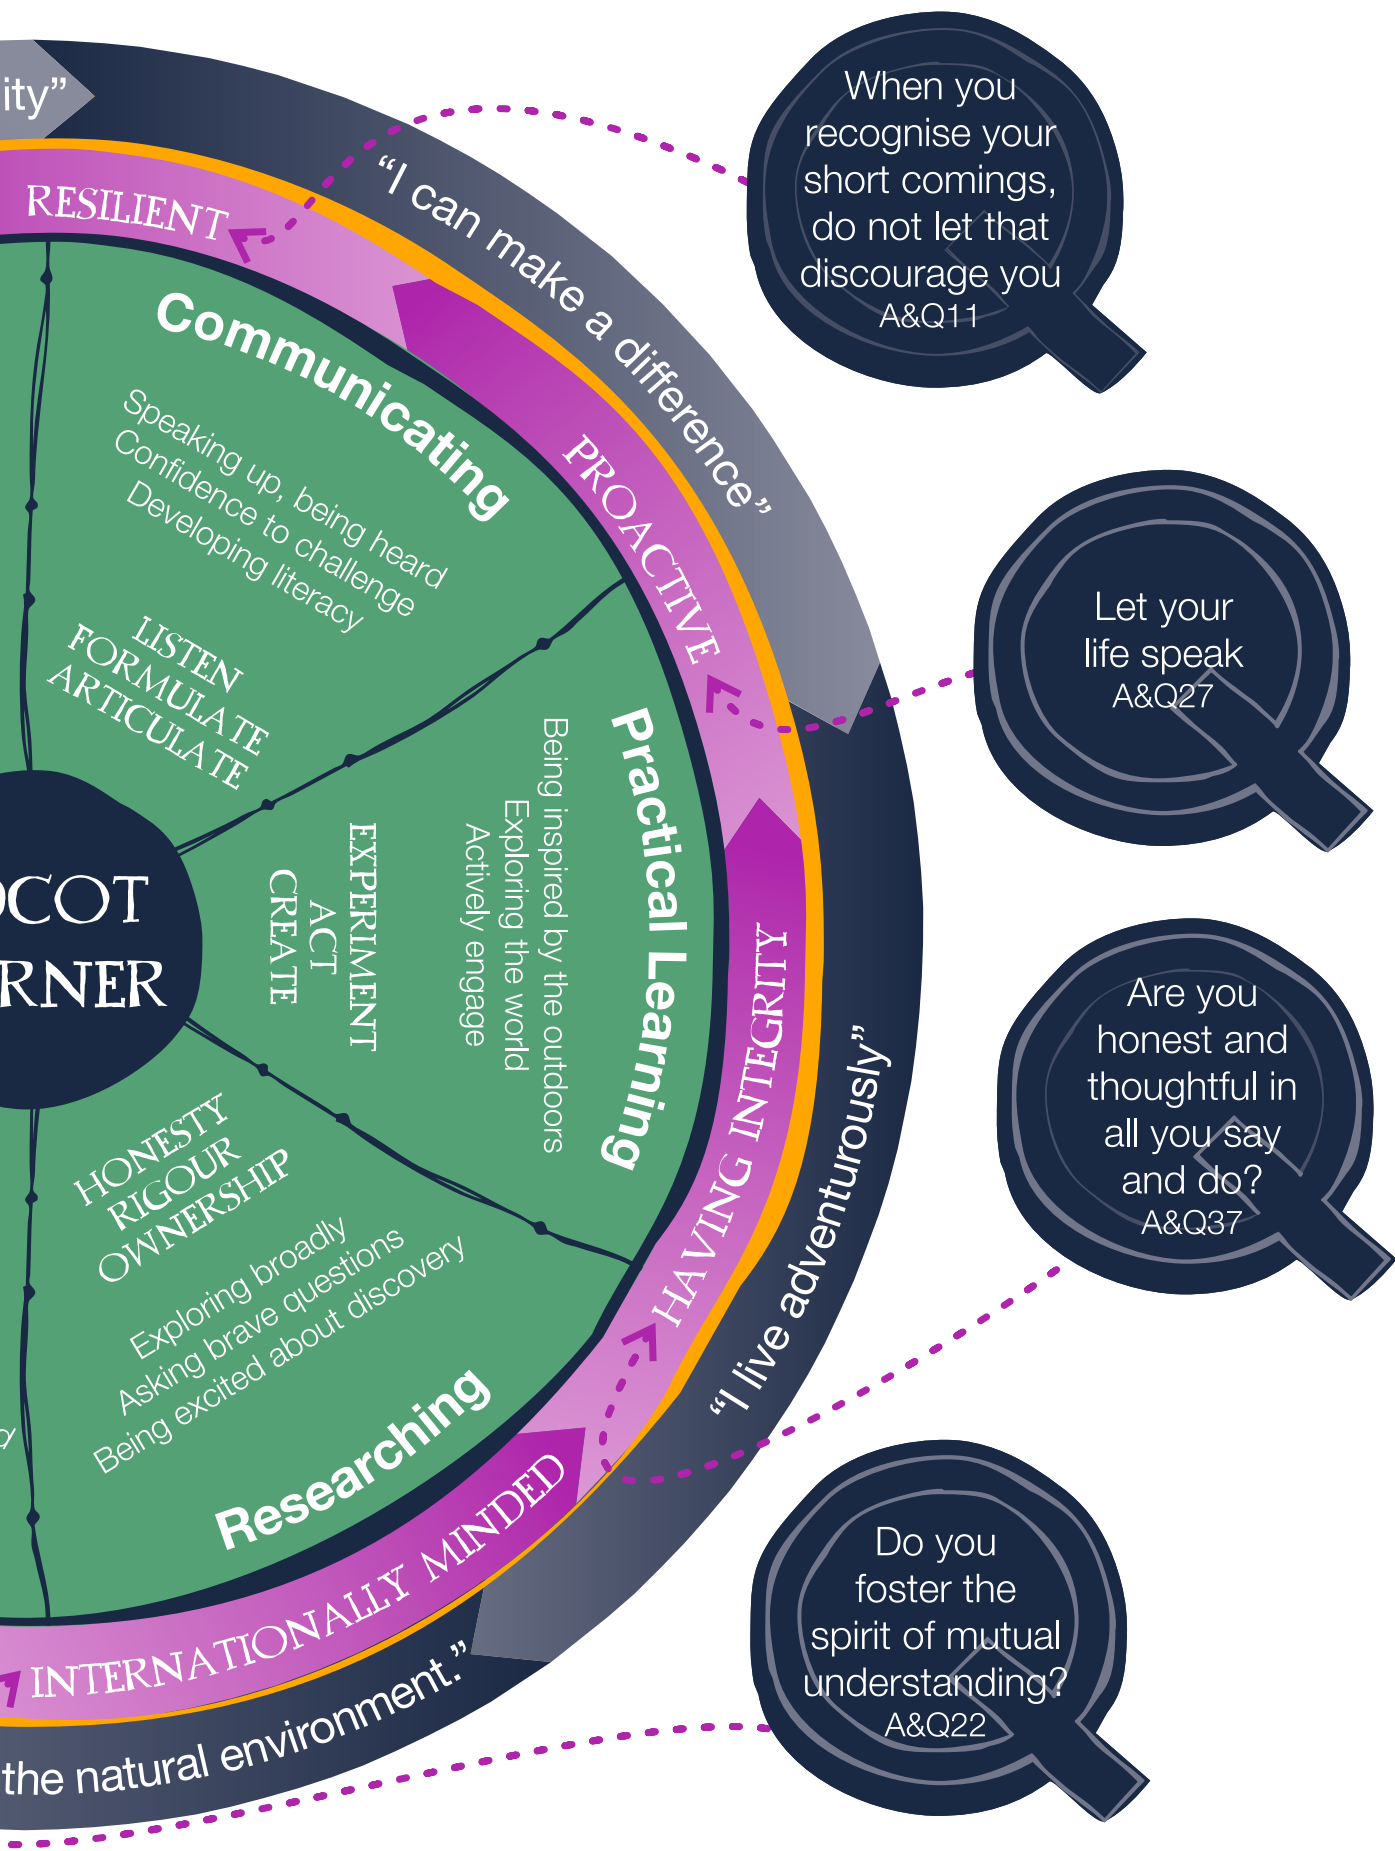 ity”
“I can make a difference”
“I live adventurously”
the natural environment.”
RESILIENT
PROACTIVE
HAVING INTEGRITY
INTERNATIONALLY MINDED
Communicating
Speaking up, being heard
Confidence to challenge
Developing literacy
LISTEN
FORMULATE
ARTICULATE
Practical Learning
Being inspired by the outdoors
Exploring the world
Actively engage
EXPERIMENT
ACT
CREATE
OCOT
RNER
HONESTY
RIGOUR
OWNERSHIP
Exploring broadly
Asking brave questions
Being excited about discovery
Researching
When you
recognise your
short comings,
do not let that
discourage you
A&Q11
Let your
life speak
A&Q27
Are you
honest and
thoughtful in
all you say
and do?
A&Q37
Do you
foster the
spirit of mutual
understanding?
A&Q22